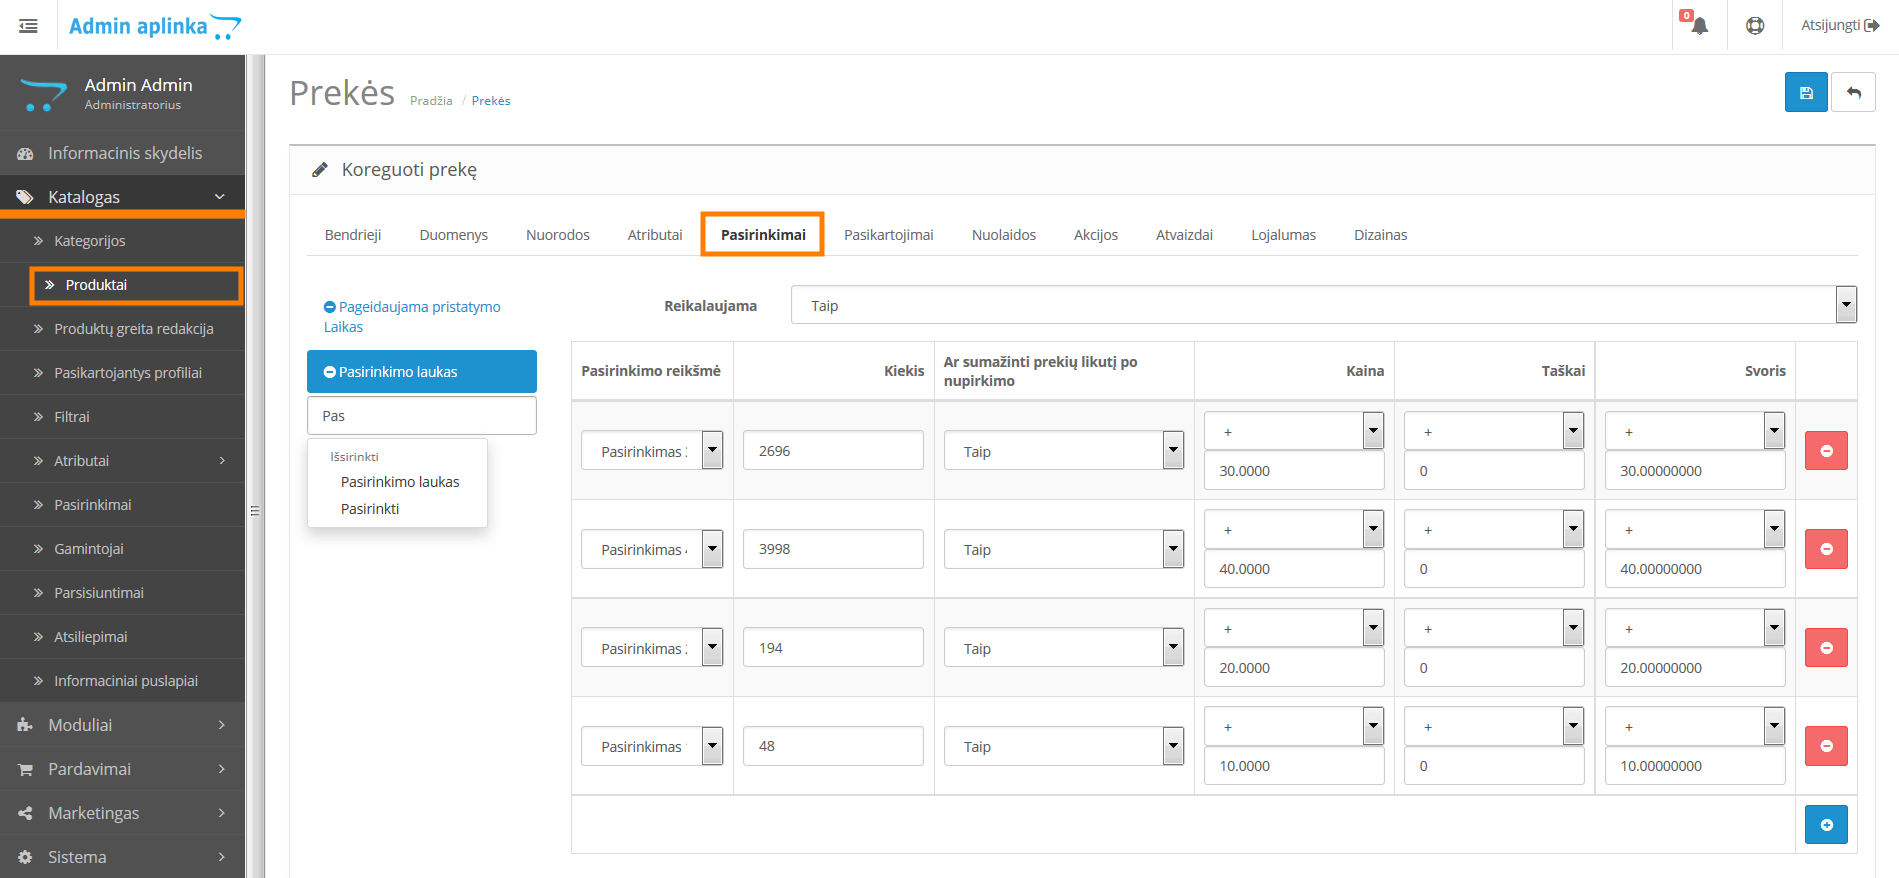 Admin aplinka
0
Atsijungti
Admin Admin
Administratorius
Informacinis skydelis
Katalogas
Kategorijos
Produktai
Produktų greita redakcija
Pasikartojantys profiliai
Filtrai
Atributai
Pasirinkimai
Gamintojai
Parsisiuntimai
Atsiliepimai
Informaciniai puslapiai
Moduliai
Pardavimai
Marketingas
Sistema
Prekės Pradžia / Prekės
Koreguoti prekę
Bendrieji Duomenys Nuorodos Atributai Pasirinkimai Pasikartojimai Nuolaidos Akcijos Atvaizdai Lojalumas Dizainas
Pageidaujama pristatymo
Laikas
Pasirinkimo laukas
Pas
Išsirinkti
Pasirinkimo laukas
Pasirinkti
Reikalaujama Taip
Pasirinkimo reikšmė Kiekis Ar sumažinti prekių likutį po
nupirkimo Kaina Taškai Svoris
+ + +
Pasirinkimas 2696 Taip
30.0000 0 30.00000000
+ + +
Pasirinkimas 3998 Taip
40.0000 0 40.00000000
+ + +
Pasirinkimas 194 Taip
20.0000 0 20.00000000
+ + +
Pasirinkimas 48 Taip
10.0000 0 10.00000000